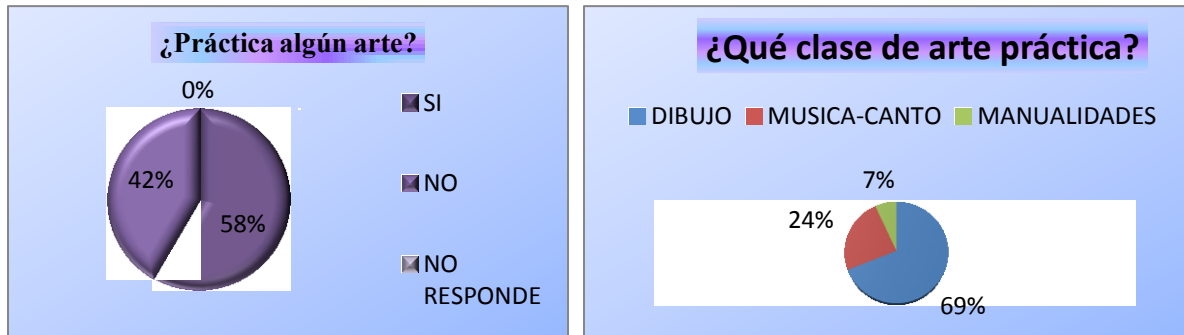 ¿Práctica algún arte?
0%
42%
58%
SI
NO
NO
RESPONDE
¿Qué clase de arte práctica?
DIBUJO MUSICA-CANTO MANUALIDADES
7%
24%
69%